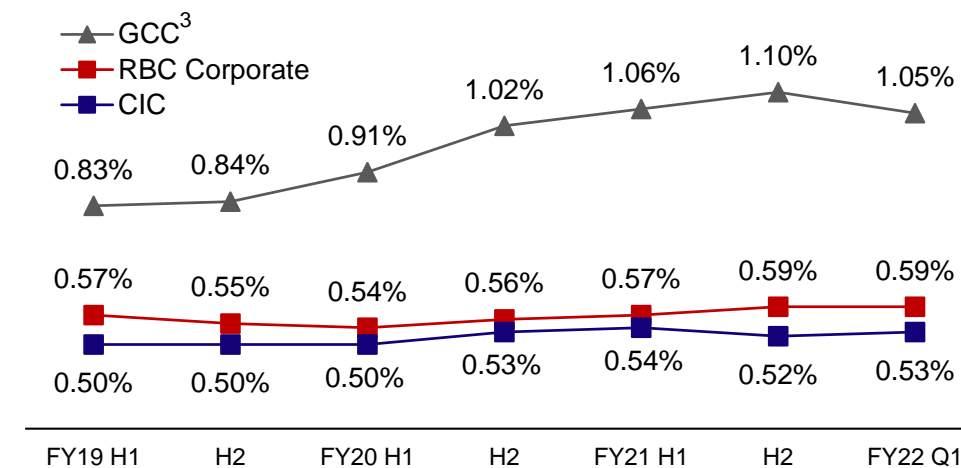 GCC3
RBC Corporate
CIC
0.83% 0.84% 0.91% 1.02% 1.06% 1.10% 1.05%
0.57% 0.55% 0.54% 0.56% 0.57% 0.59% 0.59%
0.50% 0.50% 0.50% 0.53% 0.54% 0.52% 0.53%
FY19 H1 H2 FY20 H1 H2 FY21 H1 H2 FY22 Q1